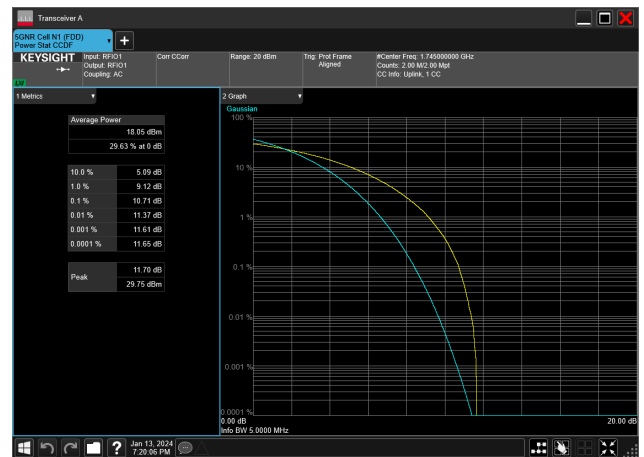 Transceiver A
5GNR Cell N1 (FDD)
Power Stat CCDF
KEYSIGHT
Input: RFIO1
Output: RFIO1
Coupling: AC
Corr CCorr
Range: 20 dBm
Trig: Prot Frame
Aligned
#Center Freq: 1.745000000 GHz
Counts: 2.00 M/2.00 Mpt
CC Info: Uplink, 1 CC
1 Metrics
Average Power
18.05 dBm
29.63 % at 0 dB
10.0 % 5.09 dB
1.0 % 9.12 dB
0.1 % 10.71 dB
0.01 % 11.37 dB
0.001 % 11.61 dB
0.0001 % 11.65 dB
Peak 11.70 dB
29.75 dBm
2 Graph
Gaussian
100 %
10 %
1 %
0.1 %
0.01 %
0.001 %
0.0001 %
0.00 dB
20.00 dB
Info BW 5.0000 MHz
Jan 13, 2024
7:20:06 PM